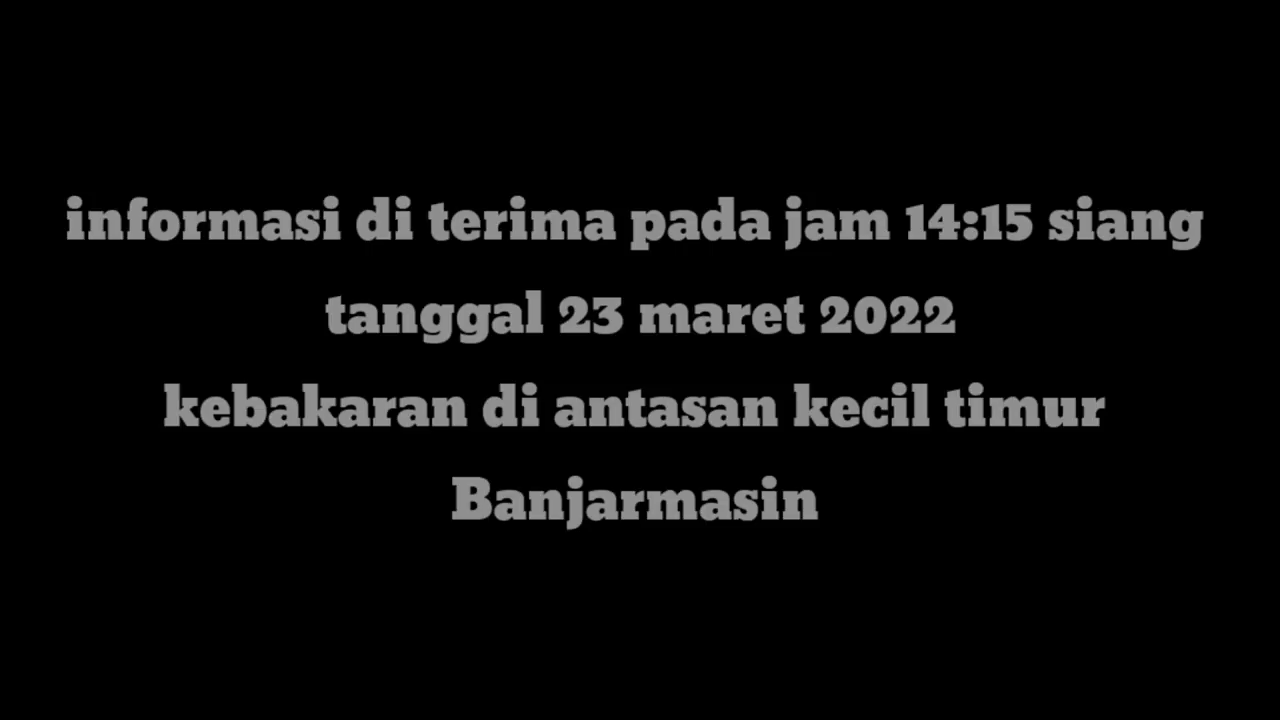 informasi di terima pada jam 14:15 siang
tanggal 23 maret 2022
kebakaran di antasan kecil timur
Banjarmasin